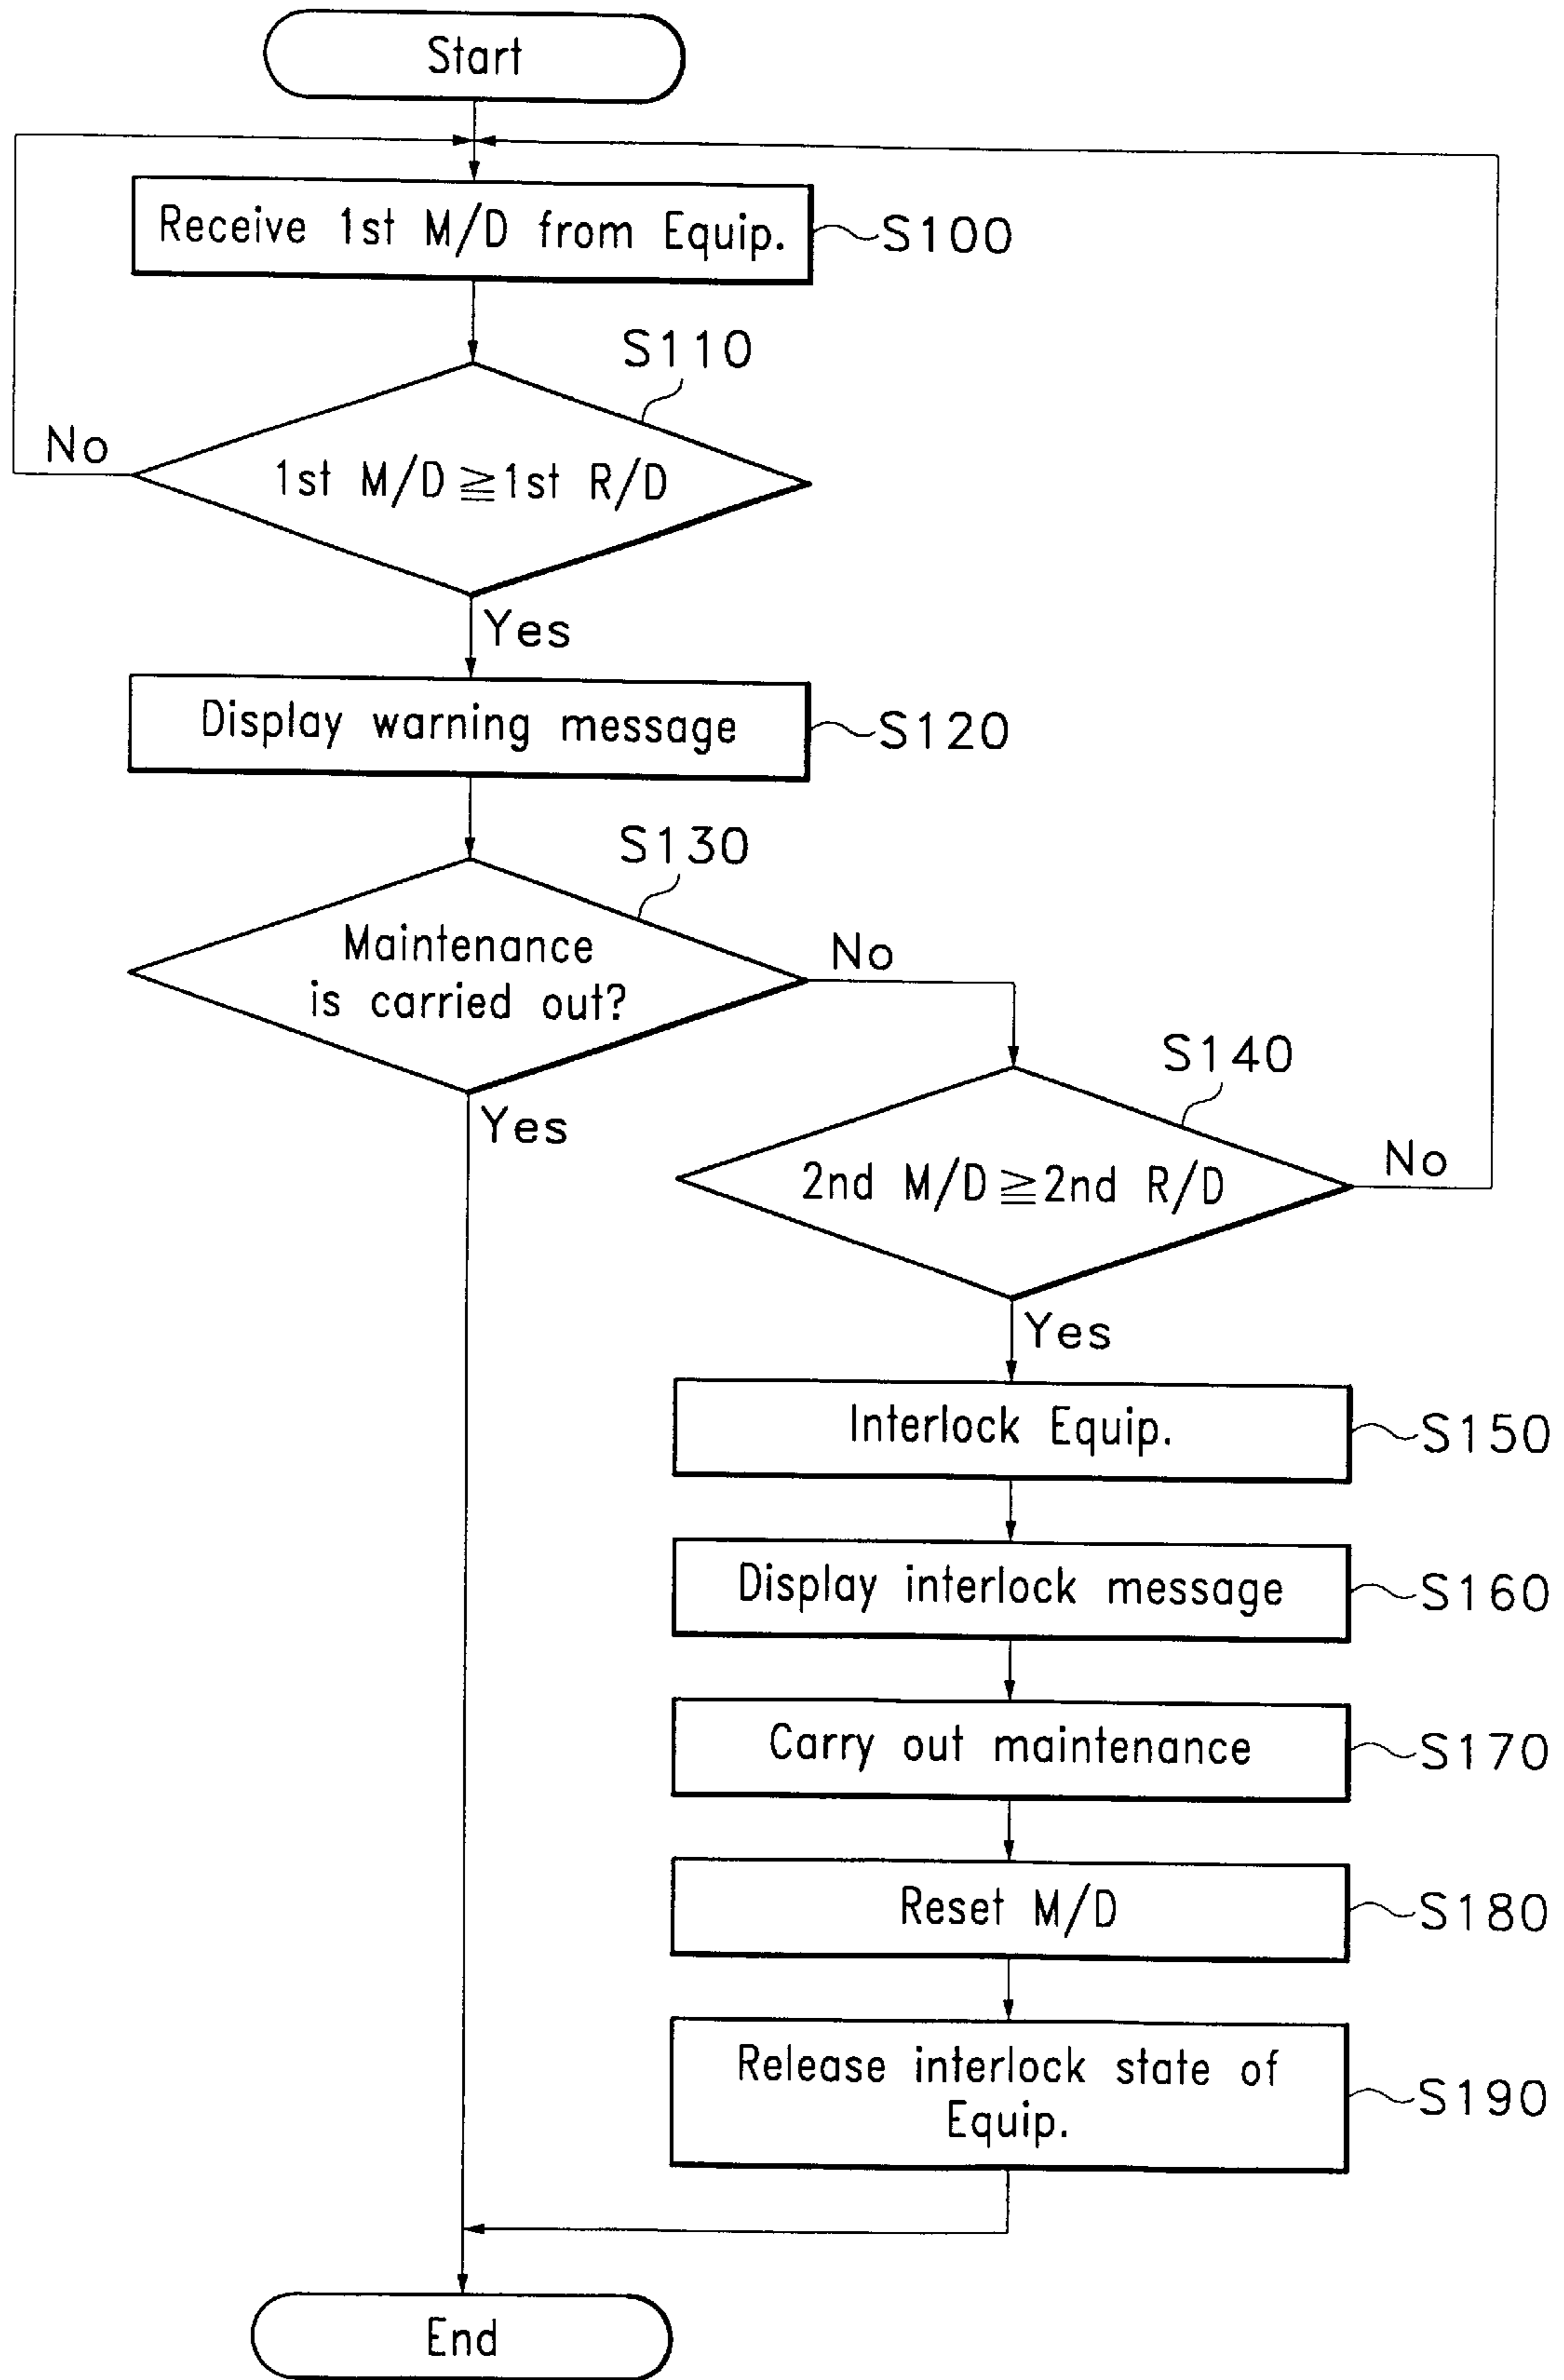 Start
Receive 1st M/D from Equip.
S100
S110
No
1st M/D ≧ 1st R/D
Yes
Display warning message
S120
S130
Maintenance
is carried out?
No
Yes
S140
2nd M/D ≧ 2nd R/D
No
Yes
Interlock Equip.
S150
Display interlock message
S160
Carry out maintenance
S170
Reset M/D
S180
Release interlock state of
Equip.
S190
End